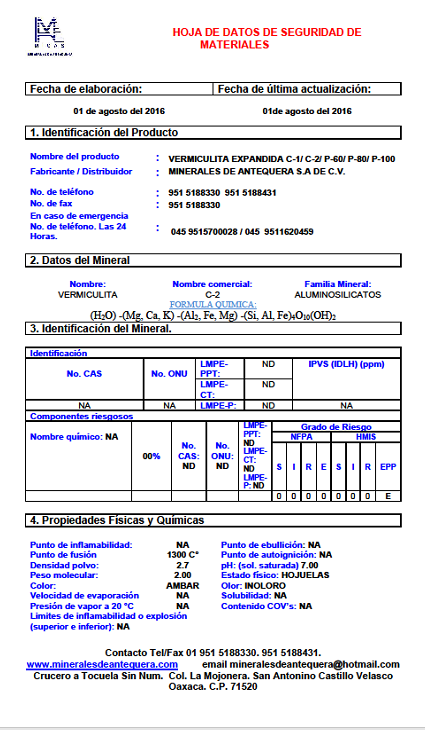 MICAS
HOJA DE DATOS DE SEGURIDAD DE
MATERIALES
Fecha de elaboración: Fecha de última actualización:
01 de agosto del 2016 01de agosto del 2016
1. Identificación del Producto
Nombre del producto : VERMICULITA EXPANDIDA C-1/ C-2/ P-60/ P-80/ P-100
Fabricante / Distribuidor : MINERALES DE ANTEQUERA S.A DE C.V.
No. de teléfono : 951 5188330 951 5188431
No. de fax : 951 5188330
En caso de emergencia
No. de teléfono. Las 24 : 045 9515700028 / 045 9511620459
Horas.
2. Datos del Mineral
Nombre: Nombre comercial: Familia Mineral:
VERMICULITA C-2 ALUMINOSILICATOS
FORMULA QUIMICA:
(H2O) -(Mg, Ca, K) -(Al2, Fe, Mg) -(Si, Al, Fe)4O10(OH)2
3. Identificación del Mineral.
Identificación
No. CAS No. ONU LMPE-PPT: ND IPVS (IDLH) (ppm)
LMPE-CT: ND
NA NA LMPE-P: ND NA
Componentes riesgosos
Nombre químico: NA 00% No. CAS: ND No. ONU: ND LMPE-PPT: ND LMPE-CT: ND LMPE-P: ND Grado de Riesgo
NFPA HMIS
S I R E S I R EPP
0 0 0 0 0 0 0 E
4. Propiedades Físicas y Químicas
Punto de inflamabilidad: NA Punto de ebullición: NA
Punto de fusión 1300 C° Punto de autoignición: NA
Densidad polvo: 2.7 pH: (sol. saturada) 7.00
Peso molecular: 2.00 Estado físico: HOJUELAS
Color: AMBAR Olor: INOLORO
Velocidad de evaporación NA Solubilidad: NA
Presión de vapor a 20 °C NA Contenido COV's: NA
Limites de inflamabilidad o explosión
(superior e inferior): NA
Contacto Tel/Fax 01 951 5188330. 951 5188431.
www.mineralesdeantequera.com email mineralesdeantequera@hotmail.com
Crucero a Tocuela Sin Num. Col. La Mojonera. San Antonino Castillo Velasco
Oaxaca. C.P. 71520